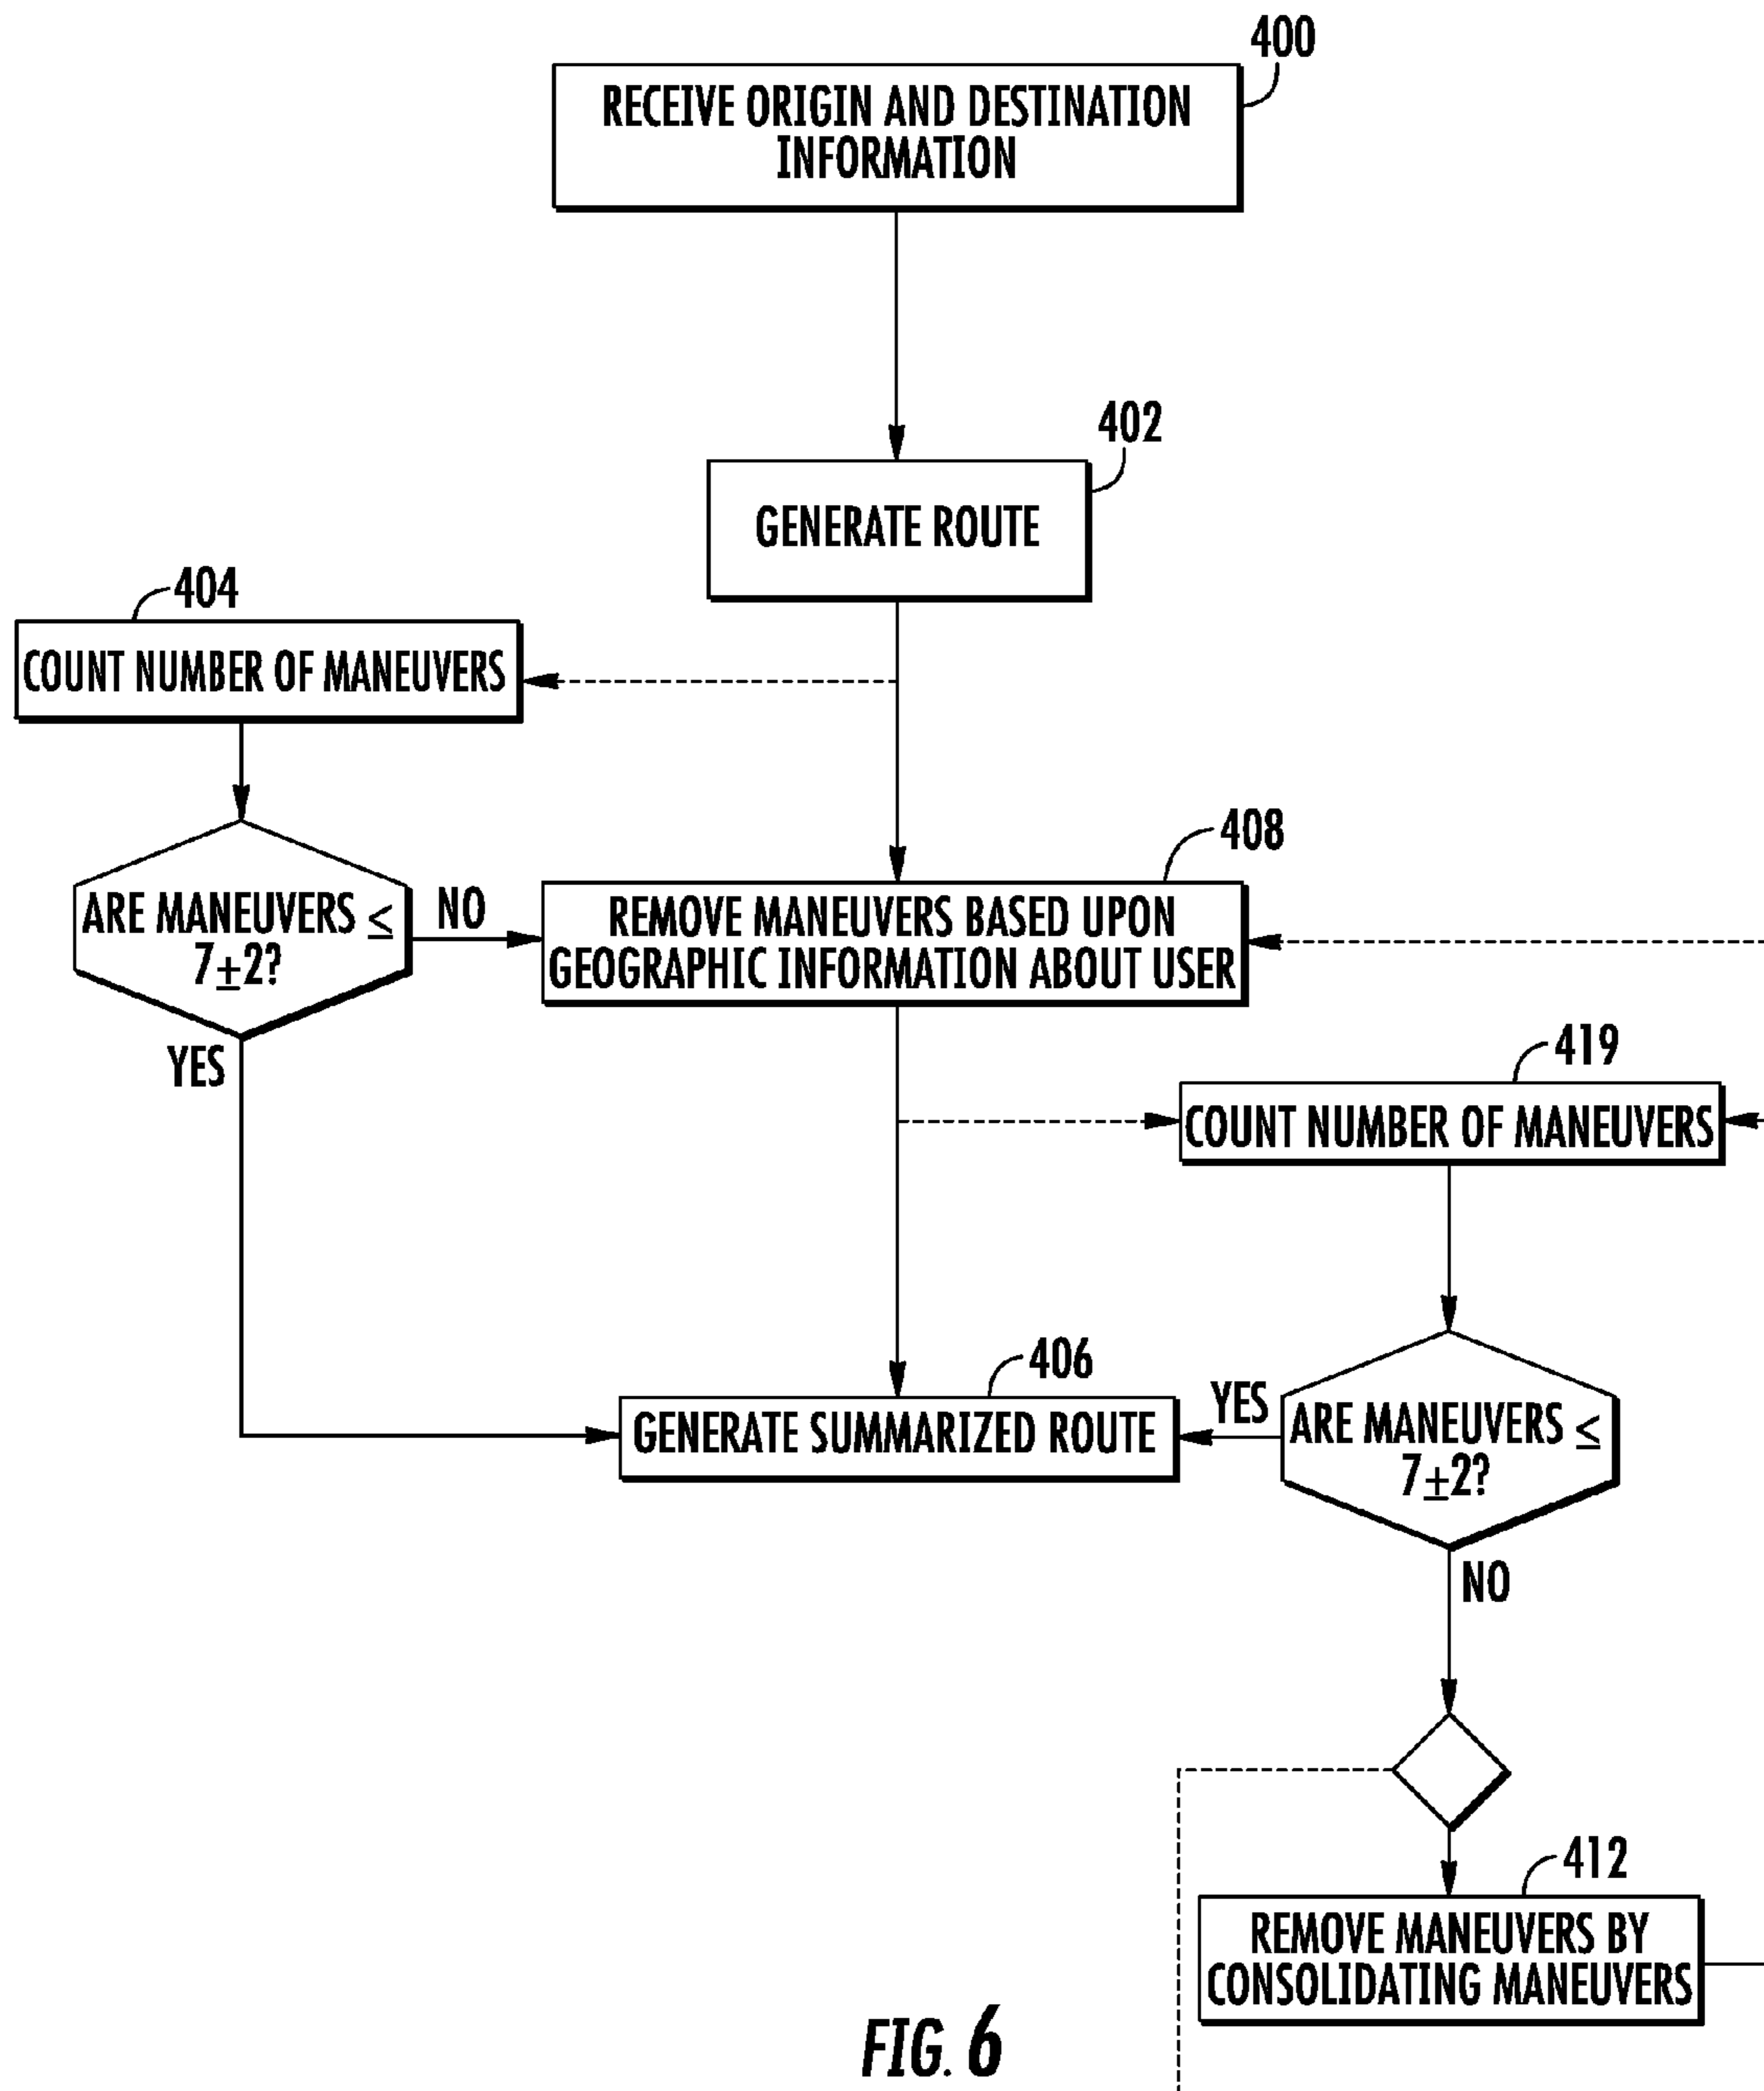 400
RECEIVE ORIGIN AND DESTINATION
INFORMATION
402
GENERATE ROUTE
404
COUNT NUMBER OF MANEUVERS
408
ARE MANEUVERS ≤
7±2?
NO
REMOVE MANEUVERS BASED UPON
GEOGRAPHIC INFORMATION ABOUT USER
YES
419
COUNT NUMBER OF MANEUVERS
406
GENERATE SUMMARIZED ROUTE
YES
ARE MANEUVERS ≤
7±2?
NO
412
REMOVE MANEUVERS BY
CONSOLIDATING MANEUVERS
FIG. 6